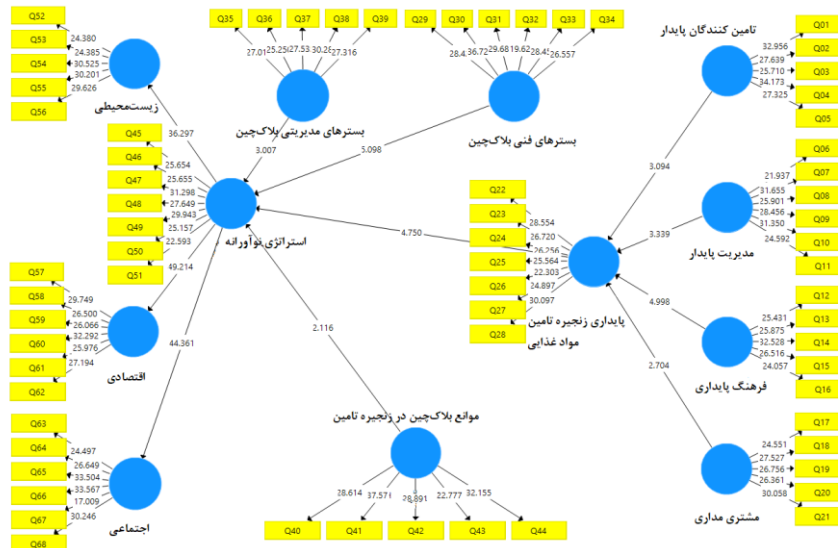 Q52
Q53
Q54
Q55
Q56
24.380
24.385
30.525
30.201
29.626
زیست‌محیطی
Q35
Q36
Q37
Q38
Q39
27.316
بسترهای مدیریتی بلاک‌چین
Q29
Q30
Q31
Q32
Q33
Q34
26.557
بسترهای فنی بلاک‌چین
تامین کنندگان پایدار
Q01
Q02
Q03
Q04
Q05
32.956
27.639
25.710
34.173
27.325
36.297
3.007
5.098
3.094
Q45
Q46
Q47
Q48
Q49
Q50
Q51
25.654
25.655
31.298
27.649
29.943
25.157
22.593
استراتژی نوآورانه
Q06
Q07
Q08
Q09
Q10
Q11
21.937
31.655
25.901
28.456
31.350
24.592
مدیریت پایدار
3.339
4.750
Q22
Q23
Q24
Q25
Q26
Q27
Q28
28.554
26.720
26.256
25.564
22.303
24.897
30.097
پایداری زنجیره تامین
مواد غذایی
49.214
44.361
4.998
2.704
2.116
Q57
Q58
Q59
Q60
Q61
Q62
29.749
26.500
26.066
32.292
25.976
27.194
اقتصادی
Q12
Q13
Q14
Q15
Q16
25.431
25.875
32.528
26.516
24.057
فرهنگ پایداری
Q63
Q64
Q65
Q66
Q67
Q68
24.497
26.649
33.504
33.567
17.009
30.246
اجتماعی
موانع بلاک‌چین در زنجیره تامین
28.614
37.571
28.891
22.777
32.155
Q40
Q41
Q42
Q43
Q44
Q17
Q18
Q19
Q20
Q21
24.551
27.527
26.756
26.361
30.058
مشتری مداری